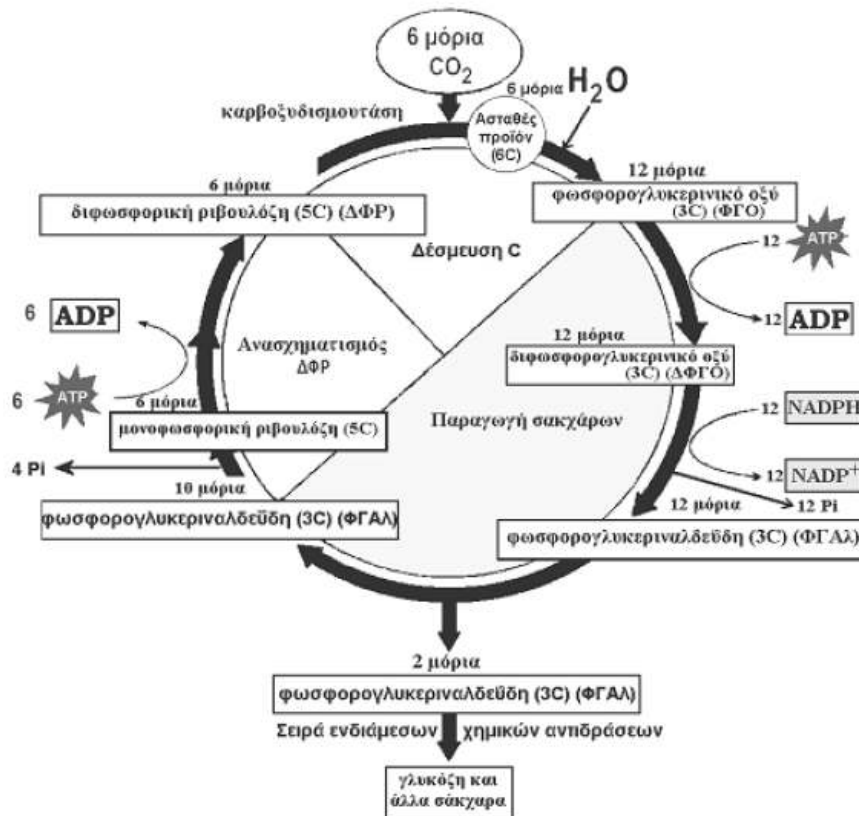 6 μόρια
CO2
6 μόρια H2O
καρβοξυδισμουτάση
Ασταθές
προϊόν
(6C)
12 μόρια
φωσφορογλυκερινικό οξύ
(3C) (ΦΓΟ)
6 μόρια
διφωσφορική ριβουλόζη (5C) (ΔΦΡ)
Δέσμευση C
12 ATP
12 ADP
6 ADP
Ανασχηματισμός
ΔΦΡ
12 μόρια
διφωσφορογλυκερινικό οξύ
(3C) (ΔΦΓΟ)
6 ATP
6 μόρια
μονοφωσφορική ριβουλόζη (5C)
Παραγωγή σακχάρων
12 NADPH
12 NADP+
4 Pi
12 Pi
10 μόρια
φωσφορογλυκεριναλδεΰδη (3C) (ΦΓΑλ)
12 μόρια
φωσφορογλυκεριναλδεΰδη (3C) (ΦΓΑλ)
2 μόρια
φωσφορογλυκεριναλδεΰδη (3C) (ΦΓΑλ)
Σειρά ενδιάμεσων χημικών αντιδράσεων
γλυκόζη και
άλλα σάκχαρα